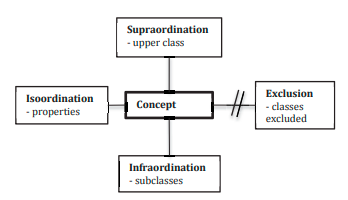 Supraordination
- upper class
Isoordination
- properties
Concept
Exclusion
- classes
excluded
Infraordination
- subclasses